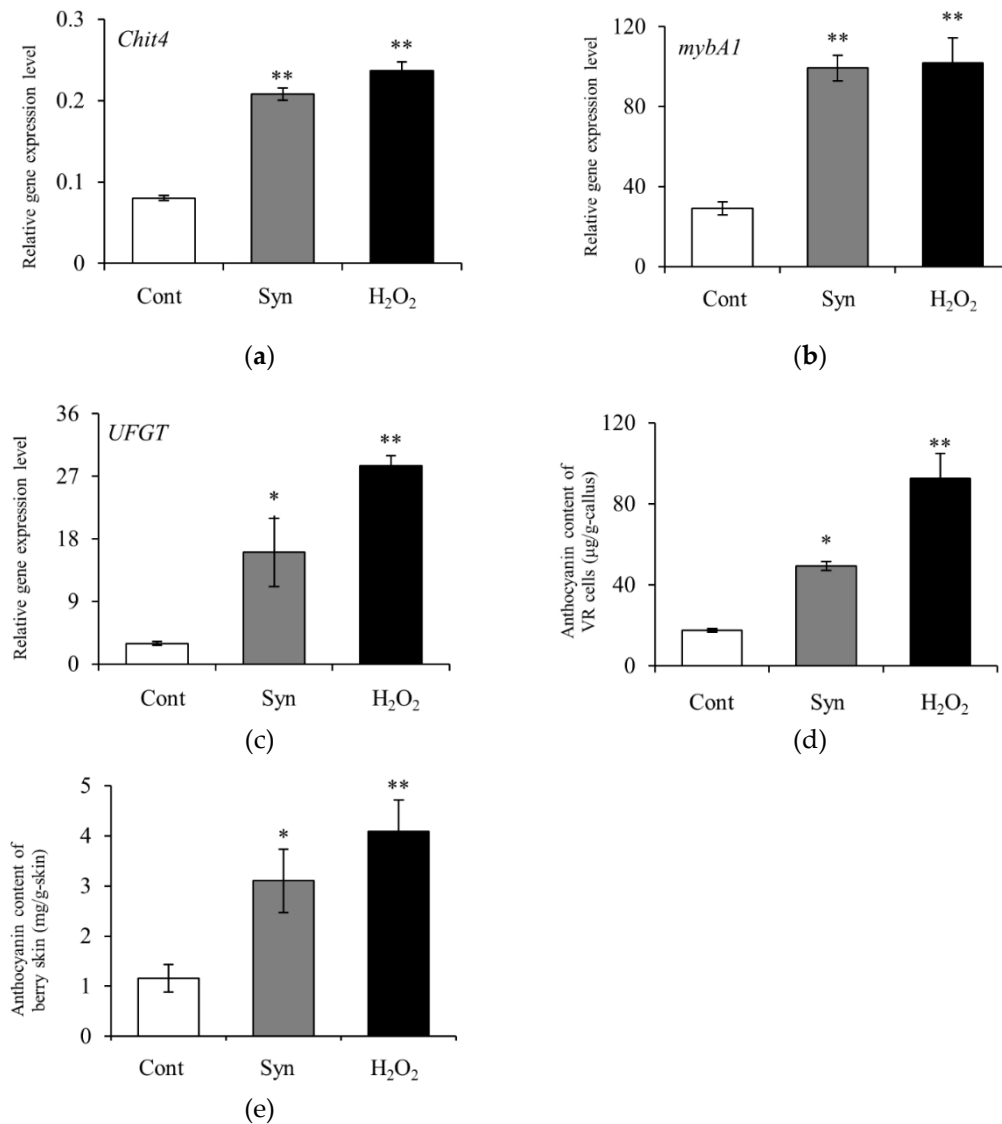 Chit4
Relative gene expression level
0.3
0.2
0.1
0
**
**
Cont Syn H₂O₂
(a)
mybA1
Relative gene expression level
120
80
40
0
**
**
Cont Syn H₂O₂
(b)
UFGT
Relative gene expression level
36
27
18
9
0
*
**
Cont Syn H₂O₂
(c)
Anthocyanin content of
VR cells (µg/g-callus)
120
80
40
0
*
**
Cont Syn H₂O₂
(d)
Anthocyanin content of
berry skin (mg/g-skin)
5
4
3
2
1
0
*
**
Cont Syn H₂O₂
(e)